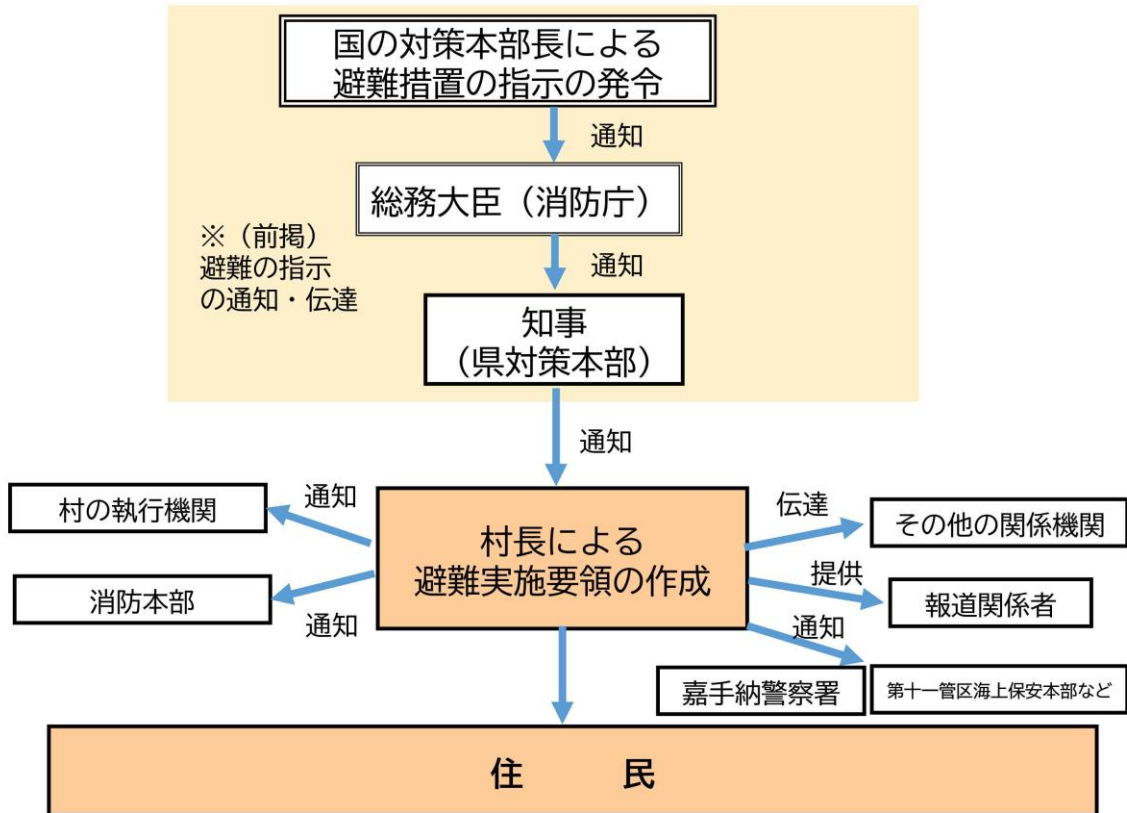 国の対策本部長による
避難措置の指示の発令
通知
総務大臣（消防庁）
※（前掲）
避難の指示
の通知・伝達
通知
知事
（県対策本部）
通知
村の執行機関
通知
消防本部
通知
村長による
避難実施要領の作成
伝達
その他の関係機関
提供
報道関係者
通知
嘉手納警察署
第十一管区海上保安本部など
住　　　民